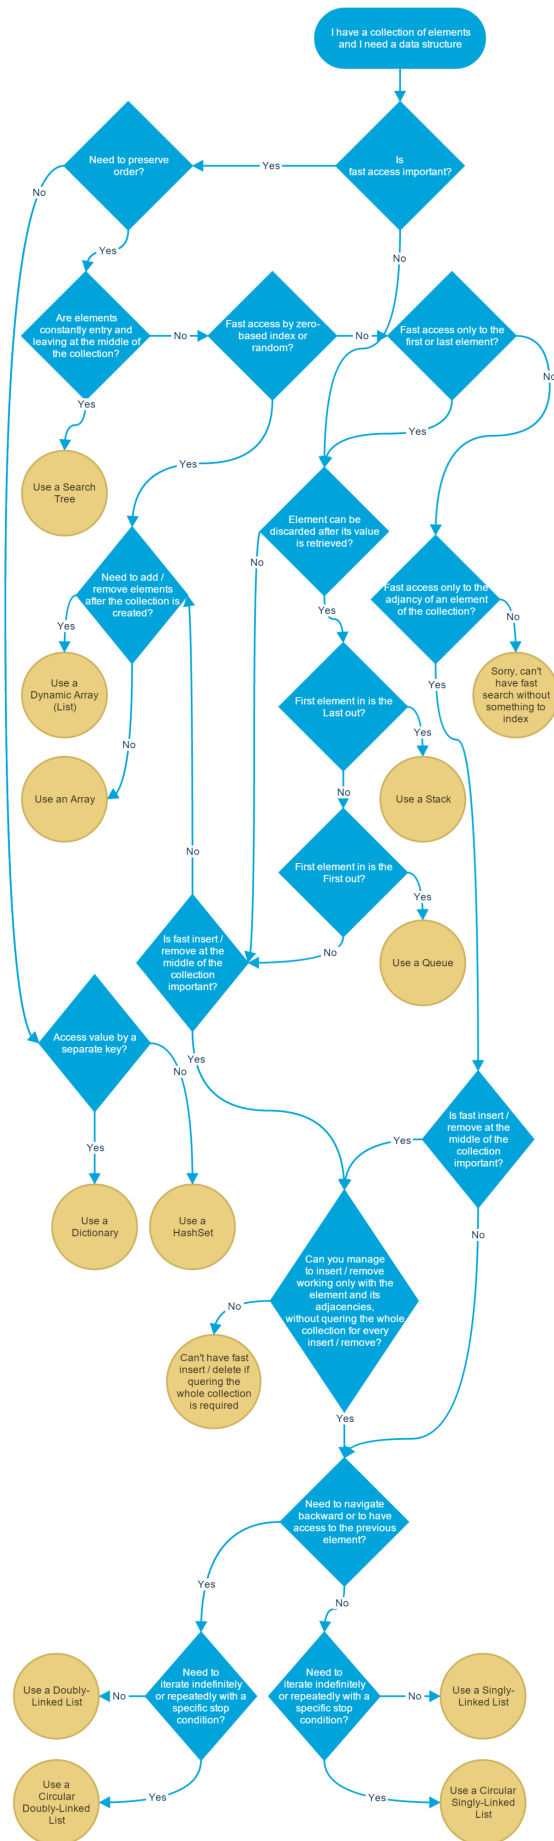 I have a collection of elements
and I need a data structure
Need to preserve
order?
Yes
Is
fast access important?
No
Yes
No
Are elements
constantly entry and
leaving at the middle of
the collection?
No
Fast access by zero-
based index or
random?
No
Fast access only to the
first or last element?
No
Yes
Yes
Yes
Use a Search
Tree
Element can be
discarded after its value
is retrieved?
No
Need to add /
remove elements
after the collection is
created?
Fast access only to the
adjancy of an element
of the collection?
Yes
No
Yes
Use a
Dynamic Array
(List)
Sorry, can't
have fast
search without
something to
index
Yes
First element in is the
Last out?
Yes
No
No
Use an Array
Use a Stack
No
First element in is the
First out?
Yes
Is fast insert /
remove at the
middle of the
collection
important?
No
Use a Queue
Access value by a
separate key?
No
Yes
Is fast insert /
remove at the
middle of the
collection
important?
Yes
Yes
Use a
Dictionary
Use a
HashSet
No
Can you manage
to insert / remove
working only with the
element and its
adjacencies,
without quering the whole
collection for every
insert / remove?
No
Can't have fast
insert / delete if
quering the
whole collection
is required
Yes
Need to navigate
backward or to have
access to the previous
element?
Yes
No
Use a Doubly-
Linked List
No
Need to
iterate indefinitely
or repeatedly with a
specific stop
condition?
Need to
iterate indefinitely
or repeatedly with a
specific stop
condition?
No
Use a Singly-
Linked List
Use a
Circular
Doubly-Linked
List
Yes
Yes
Use a Circular
Singly-Linked
List